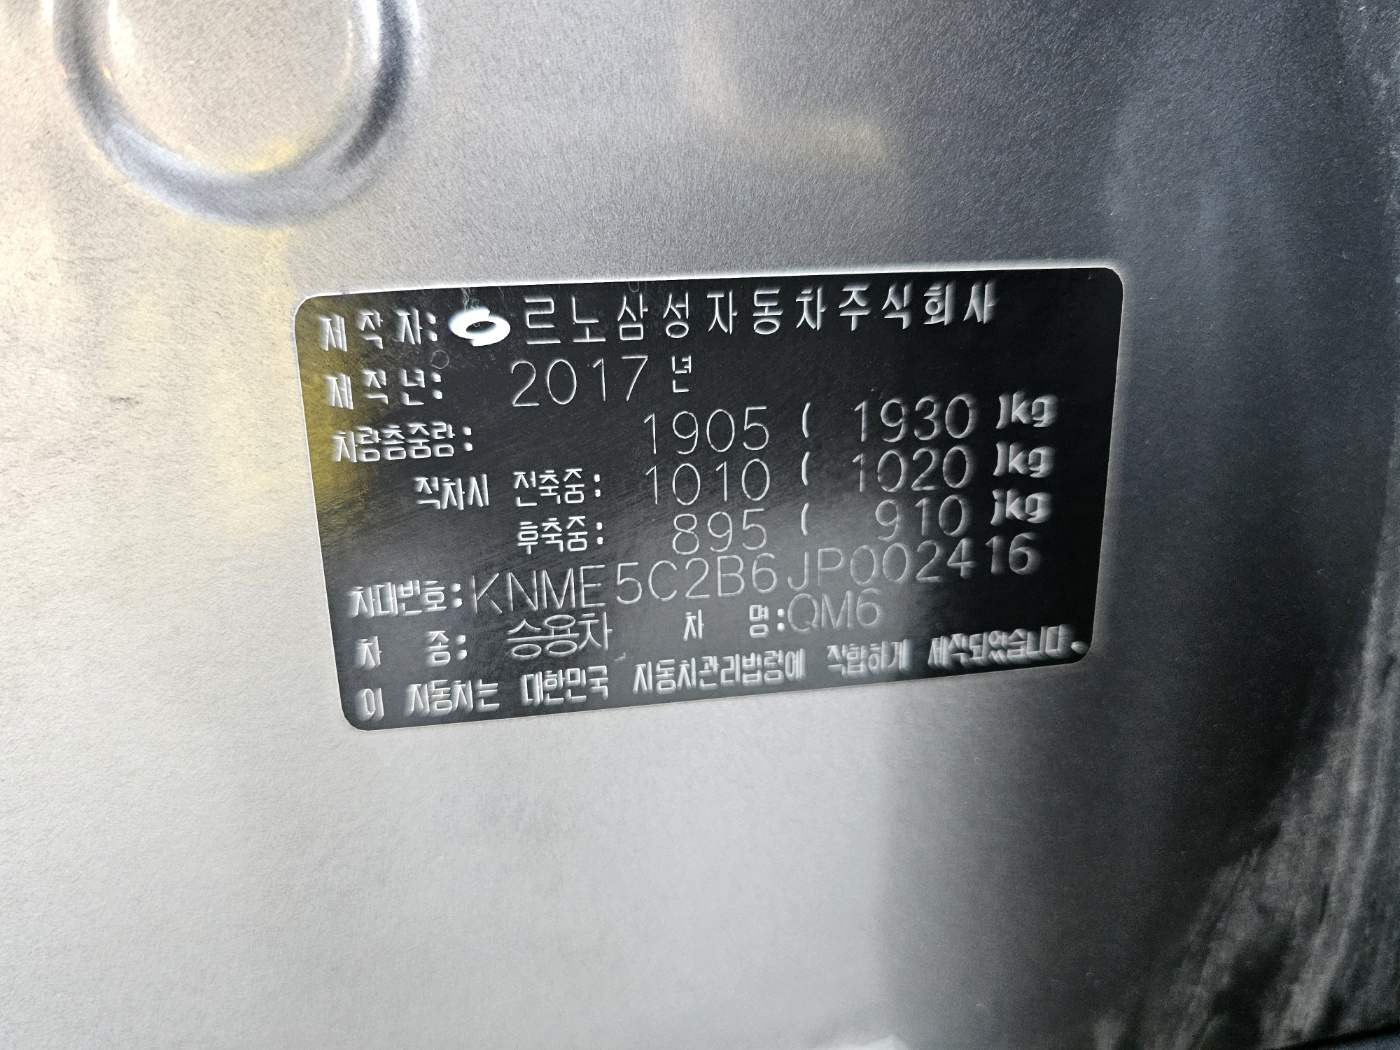 제작자: 르노삼성자동차주식회사
제작년: 2017년
차량총중량: 1905 ( 1930 )kg
적차시 전축중: 1010 ( 1020 )kg
후축중: 895 ( 910 )kg
차대번호: KNME5C2B6JP002416
차 종: 승용차 차 명: QM6
이 자동차는 대한민국 자동차관리법령에 적합하게 제작되었습니다.